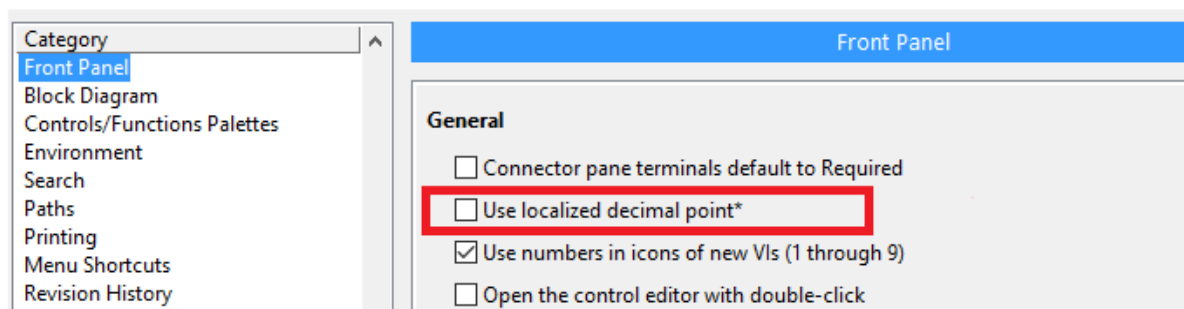 Category
Front Panel
Block Diagram
Controls/Functions Palettes
Environment
Search
Paths
Printing
Menu Shortcuts
Revision History
Front Panel
General
Connector pane terminals default to Required
Use localized decimal point*
Use numbers in icons of new VIs (1 through 9)
Open the control editor with double-click